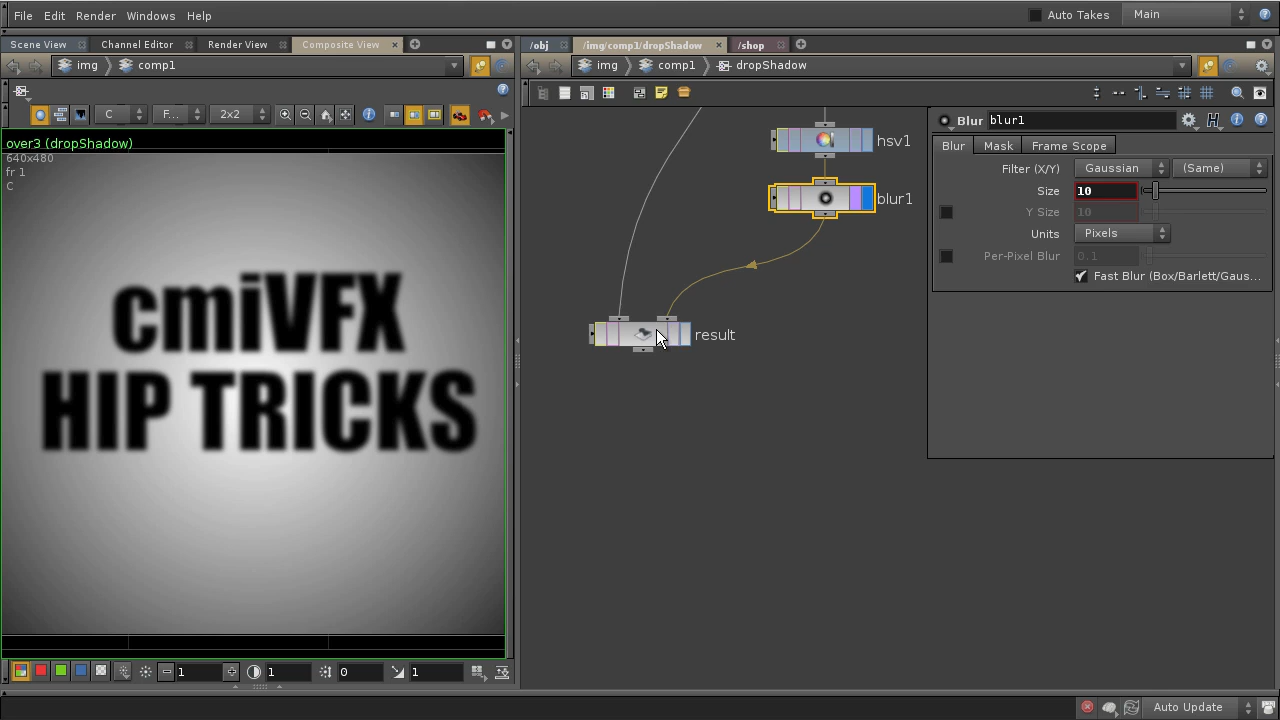 File Edit Render Windows Help Auto Takes Main
Scene View Channel Editor Render View Composite View /obj /img/comp1/dropShadow /shop
img comp1 img comp1 dropShadow
C F... 2x2
over3 (dropShadow)
640x480
fr 1
C
cmiVFX
HIP TRICKS
hsv1
blur1
result
Blur blur1
Blur Mask Frame Scope
Filter (X/Y) Gaussian (Same)
Size 10
Y Size 10
Units Pixels
Per-Pixel Blur 0.1
Fast Blur (Box/Barlett/Gaus...
1 1 0 1
Auto Update